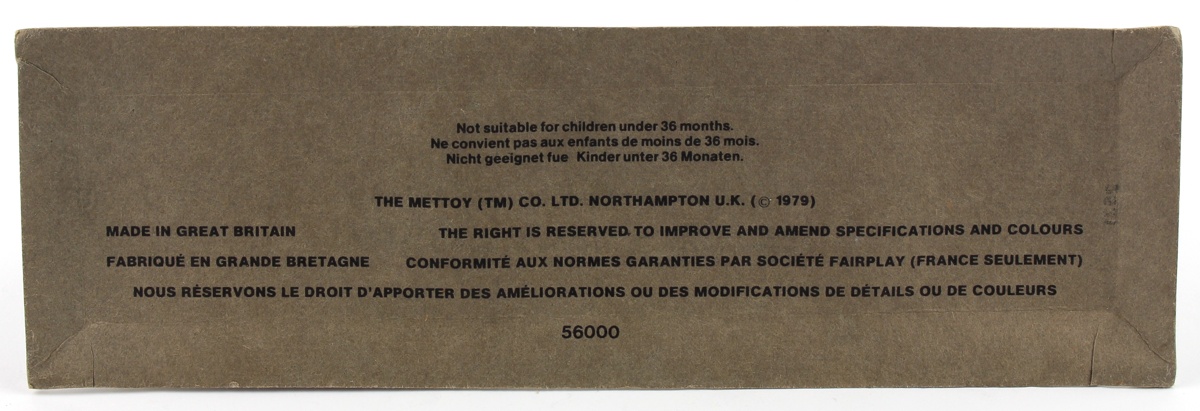 Not suitable for children under 36 months.
Ne convient pas aux enfants de moins de 36 mois.
Nicht geeignet fue Kinder unter 36 Monaten.
THE METTOY (TM) CO. LTD. NORTHAMPTON U.K. (© 1979)
MADE IN GREAT BRITAIN THE RIGHT IS RESERVED. TO IMPROVE AND AMEND SPECIFICATIONS AND COLOURS
FABRIQUÉ EN GRANDE BRETAGNE CONFORMITÉ AUX NORMES GARANTIES PAR SOCIÉTÉ FAIRPLAY (FRANCE SEULEMENT)
NOUS RÉSERVONS LE DROIT D'APPORTER DES AMÉLIORATIONS OU DES MODIFICATIONS DE DÉTAILS OU DE COULEURS
56000